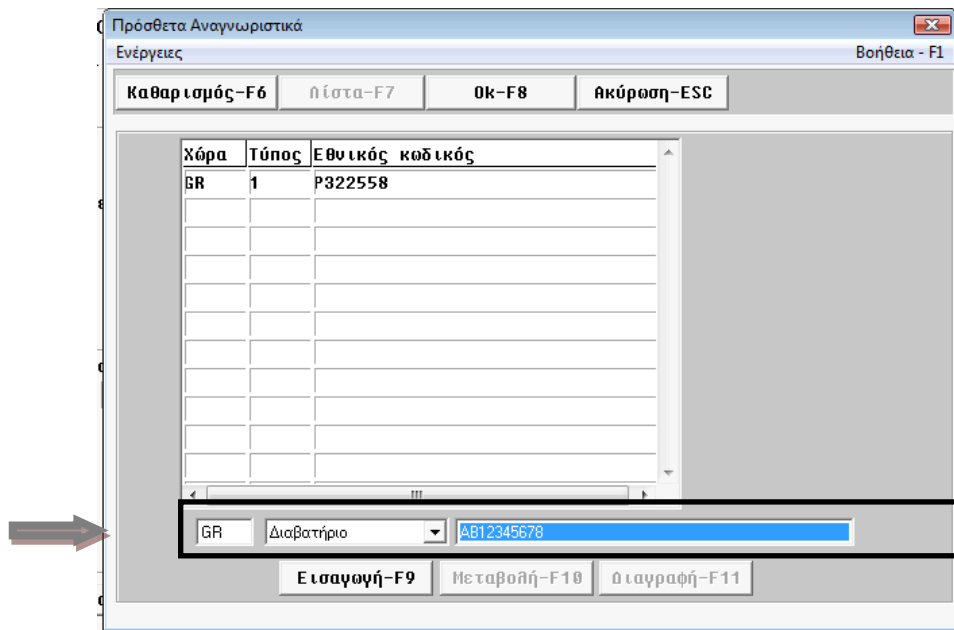 Πρόσθετα Αναγνωριστικά
Ενέργειες Βοήθεια - F1
Καθαρισμός-F6 Λίστα-F7 Ok-F8 Ακύρωση-ESC
Χώρα Τύπος Εθνικός κωδικός
GR 1 P322558
GR Διαβατήριο AB12345678
Εισαγωγή-F9 Μεταβολή-F10 Διαγραφή-F11